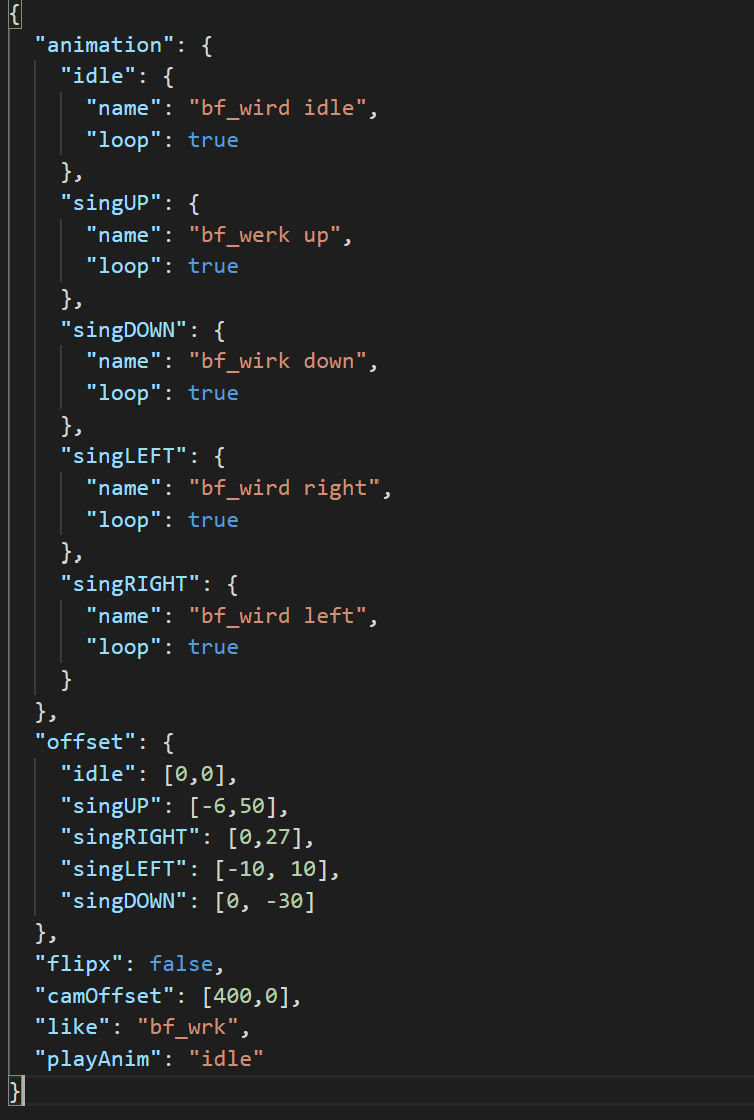 {
  "animation": {
    "idle": {
      "name": "bf_wird idle",
      "loop": true
    },
    "singUP": {
      "name": "bf_werk up",
      "loop": true
    },
    "singDOWN": {
      "name": "bf_wirk down",
      "loop": true
    },
    "singLEFT": {
      "name": "bf_wird right",
      "loop": true
    },
    "singRIGHT": {
      "name": "bf_wird left",
      "loop": true
    }
  },
  "offset": {
    "idle": [0,0],
    "singUP": [-6,50],
    "singRIGHT": [0,27],
    "singLEFT": [-10, 10],
    "singDOWN": [0, -30]
  },
  "flipx": false,
  "camOffset": [400,0],
  "like": "bf_wrk",
  "playAnim": "idle"
}